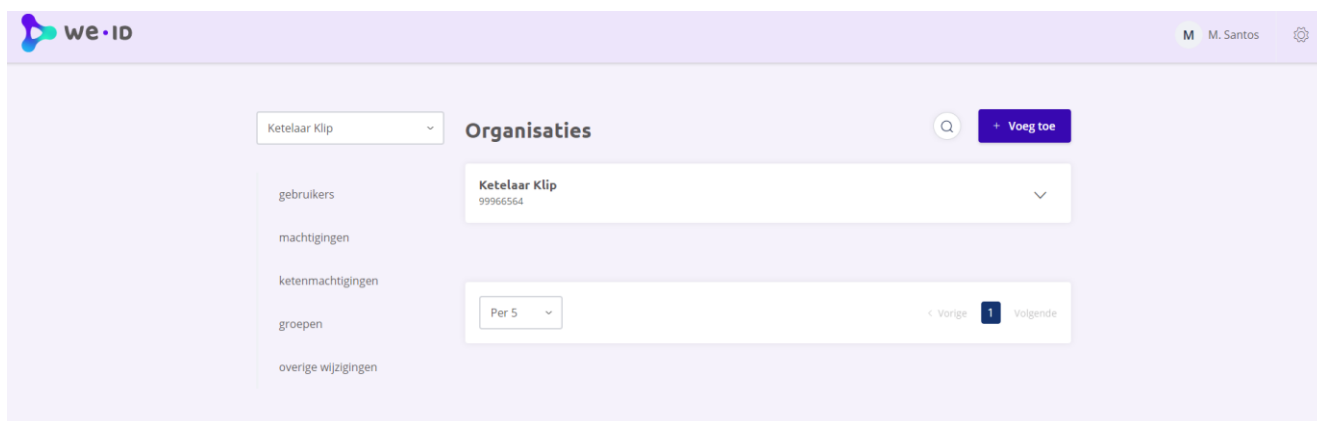 we·ID
M M. Santos
Ketelaar Klip
Organisaties
+ Voeg toe
Ketelaar Klip
99966564
gebruikers
machtigingen
ketenmachtigingen
groepen
overige wijzigingen
Per 5
< Vorige 1 Volgende